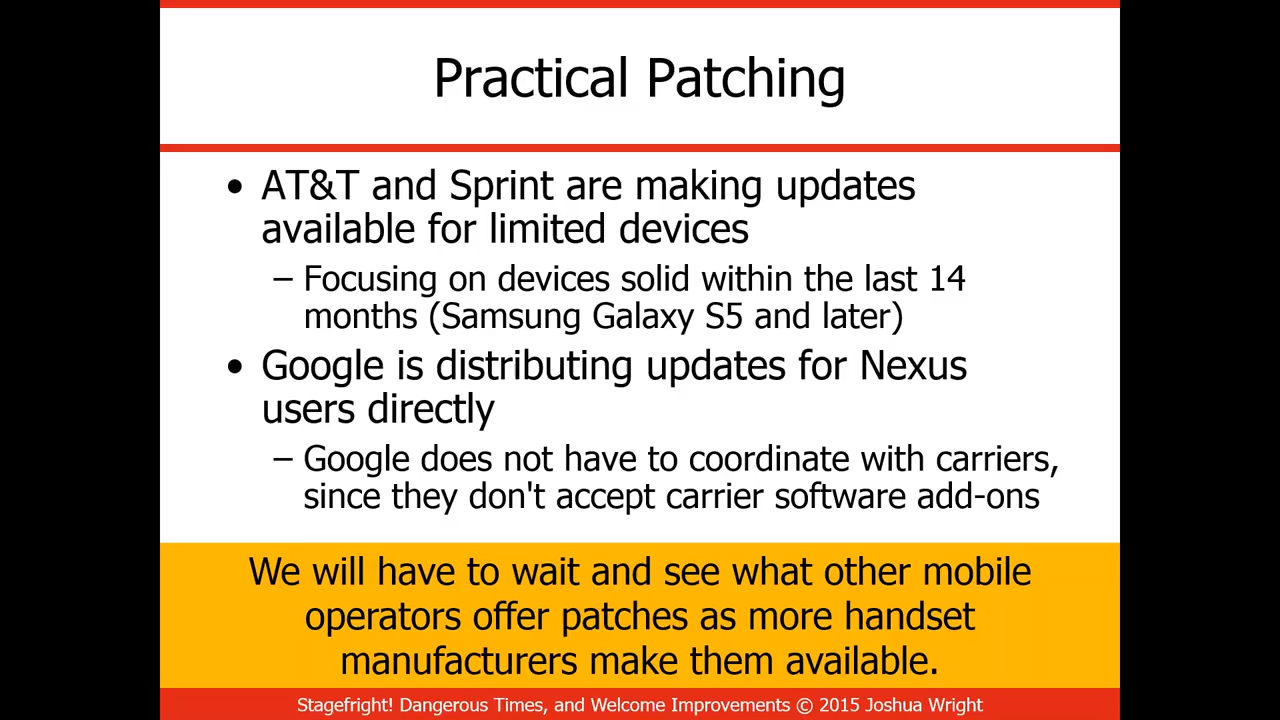 Practical Patching
• AT&T and Sprint are making updates
available for limited devices
– Focusing on devices solid within the last 14
months (Samsung Galaxy S5 and later)
• Google is distributing updates for Nexus
users directly
– Google does not have to coordinate with carriers,
since they don't accept carrier software add-ons
We will have to wait and see what other mobile
operators offer patches as more handset
manufacturers make them available.
Stagefright! Dangerous Times, and Welcome Improvements © 2015 Joshua Wright